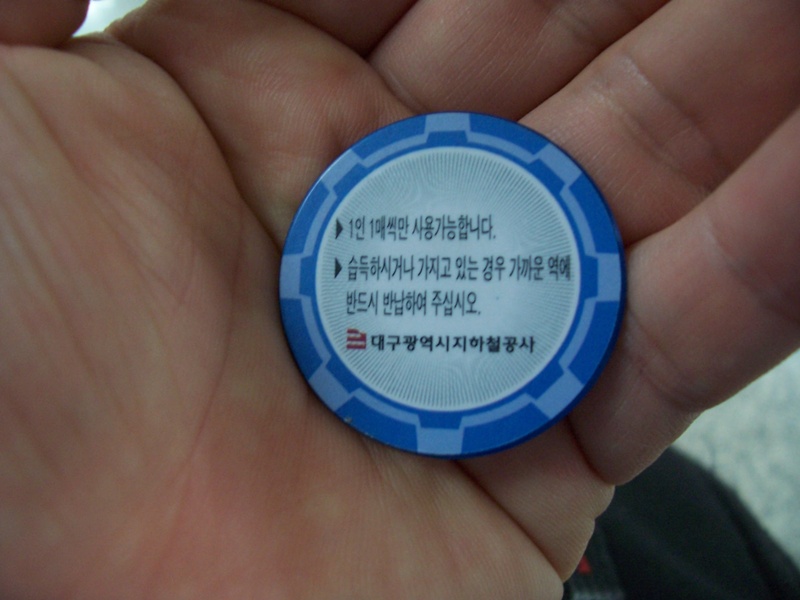 ▶ 1인 1매씩만 사용가능합니다.
▶ 습득하시거나 가지고 있는 경우 가까운 역에
반드시 반납하여 주십시오.
대구광역시지하철공사